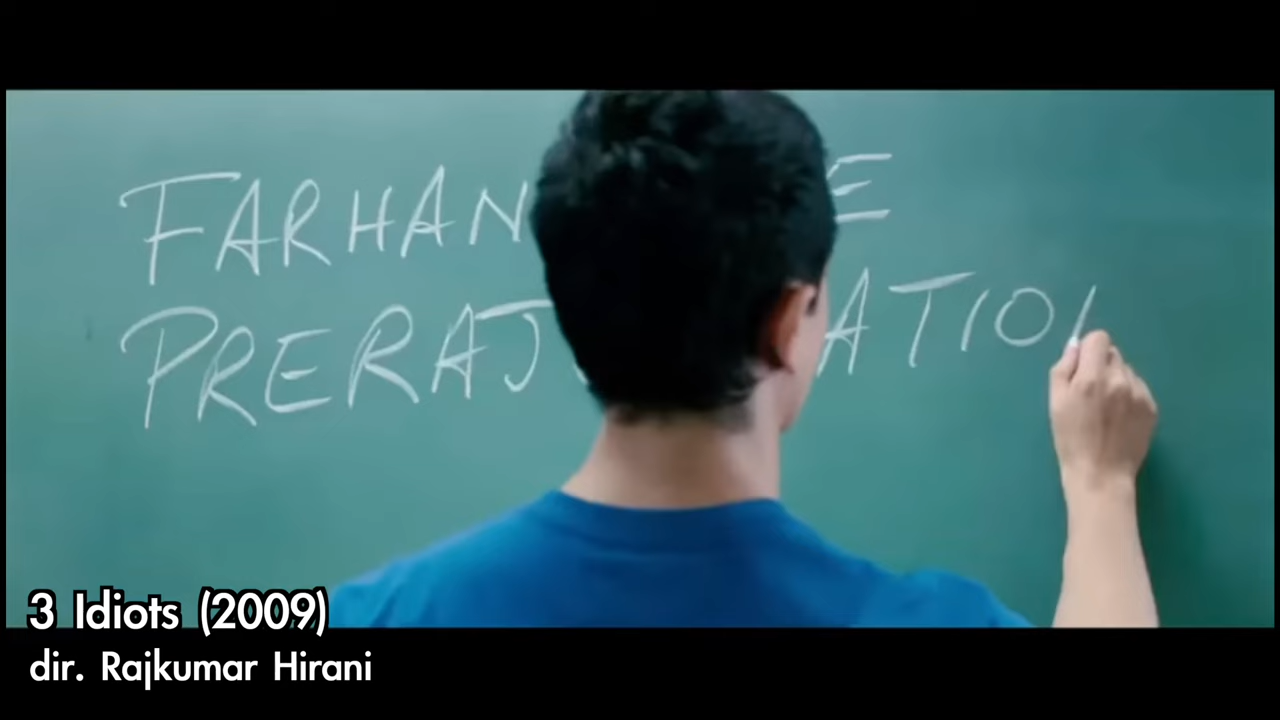 FARHAN E
PRERAJ ATIO
3 Idiots (2009)
dir. Rajkumar Hirani